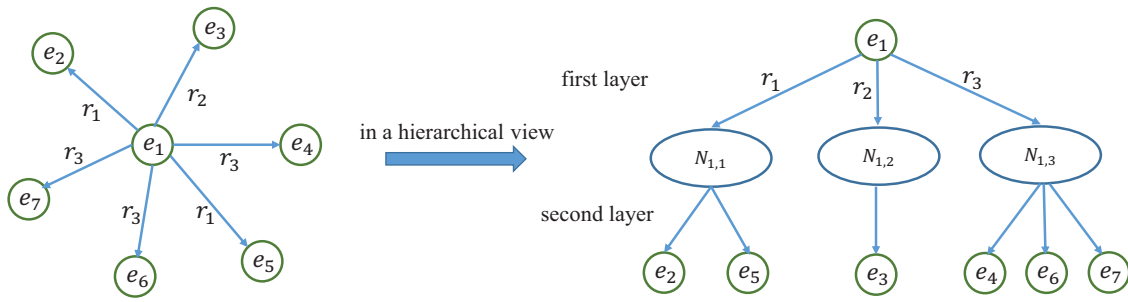 e₃
e₂
r₁
r₂
e₁
e₄
r₃
r₃
e₇
r₃
r₁
e₅
e₆
in a hierarchical view
e₁
first layer
r₁
r₂
r₃
N₁,₁
N₁,₂
N₁,₃
second layer
e₂
e₅
e₃
e₄
e₆
e₇